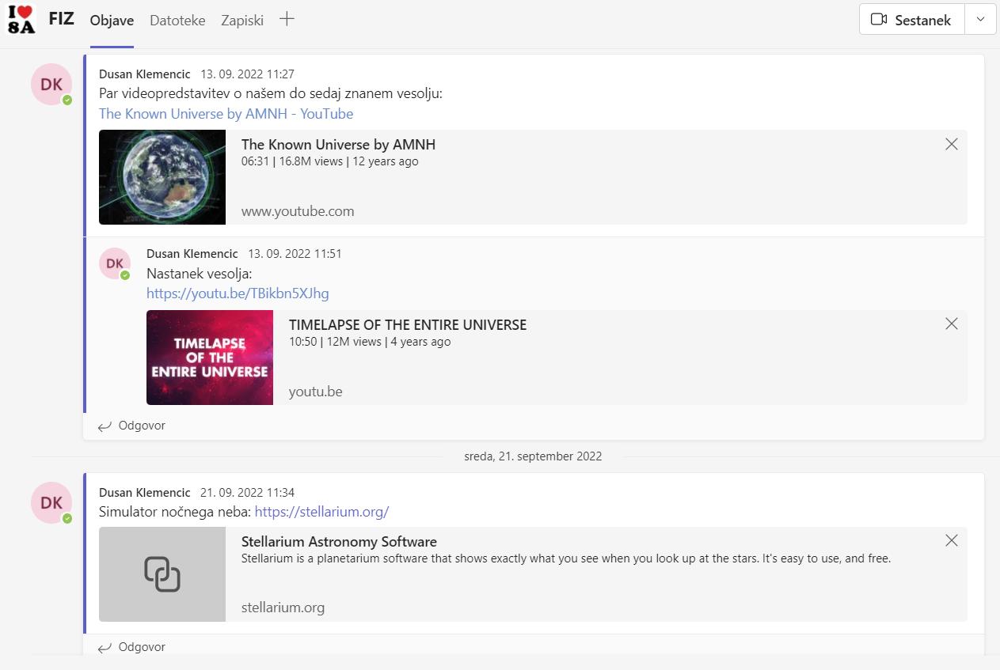 I❤
8A
FIZ Objave Datoteke Zapiski
Sestanek
DK
Dusan Klemencic 13. 09. 2022 11:27
Par videopredstavitev o našem do sedaj znanem vesolju:
The Known Universe by AMNH - YouTube
The Known Universe by AMNH
06:31 | 16.8M views | 12 years ago
www.youtube.com
DK
Dusan Klemencic 13. 09. 2022 11:51
Nastanek vesolja:
https://youtu.be/TBikbn5XJhg
TIMELAPSE
OF THE
ENTIRE UNIVERSE
TIMELAPSE OF THE ENTIRE UNIVERSE
10:50 | 12M views | 4 years ago
youtu.be
Odgovor
sreda, 21. september 2022
DK
Dusan Klemencic 21. 09. 2022 11:34
Simulator nočnega neba: https://stellarium.org/
Stellarium Astronomy Software
Stellarium is a planetarium software that shows exactly what you see when you look up at the stars. It's easy to use, and free.
stellarium.org
Odgovor